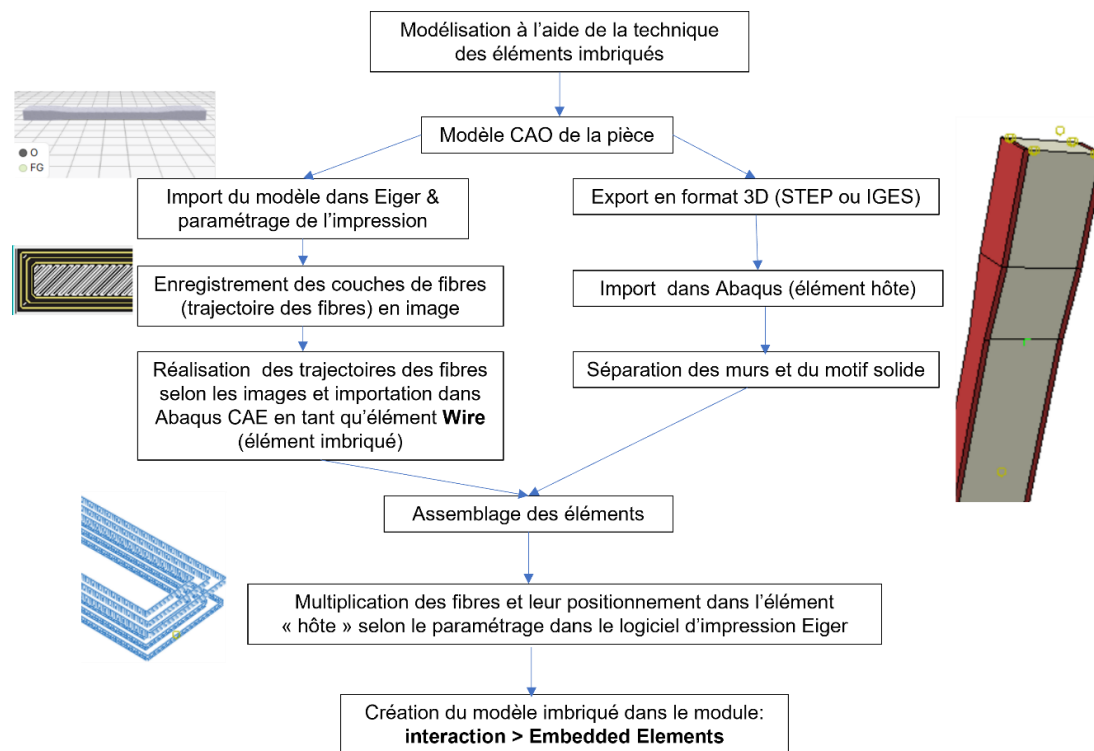 Modélisation à l’aide de la technique
des éléments imbriqués
Modèle CAO de la pièce
O
FG
Import du modèle dans Eiger &
paramétrage de l’impression
Export en format 3D (STEP ou IGES)
Enregistrement des couches de fibres
(trajectoire des fibres) en image
Import dans Abaqus (élément hôte)
Réalisation des trajectoires des fibres
selon les images et importation dans
Abaqus CAE en tant qu’élément Wire
(élément imbriqué)
Séparation des murs et du motif solide
Assemblage des éléments
Multiplication des fibres et leur positionnement dans l’élément
« hôte » selon le paramétrage dans le logiciel d’impression Eiger
Création du modèle imbriqué dans le module:
interaction > Embedded Elements